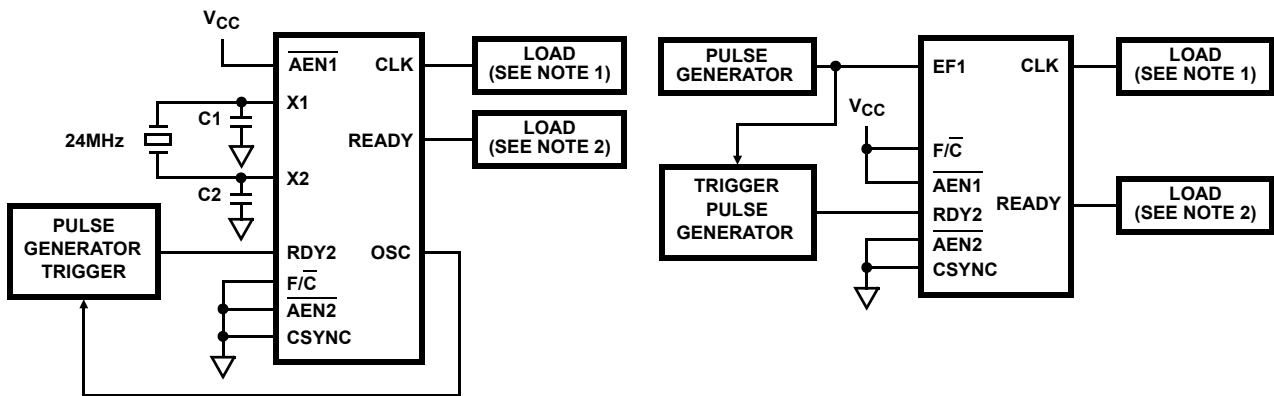 VCC
AEN1
CLK
LOAD
(SEE NOTE 1)
X1
C1
24MHz
READY
LOAD
(SEE NOTE 2)
X2
C2
PULSE
GENERATOR
TRIGGER
RDY2
OSC
F/C
AEN2
CSYNC
PULSE
GENERATOR
EF1
CLK
LOAD
(SEE NOTE 1)
VCC
F/C
TRIGGER
PULSE
GENERATOR
AEN1
RDY2
READY
LOAD
(SEE NOTE 2)
AEN2
CSYNC